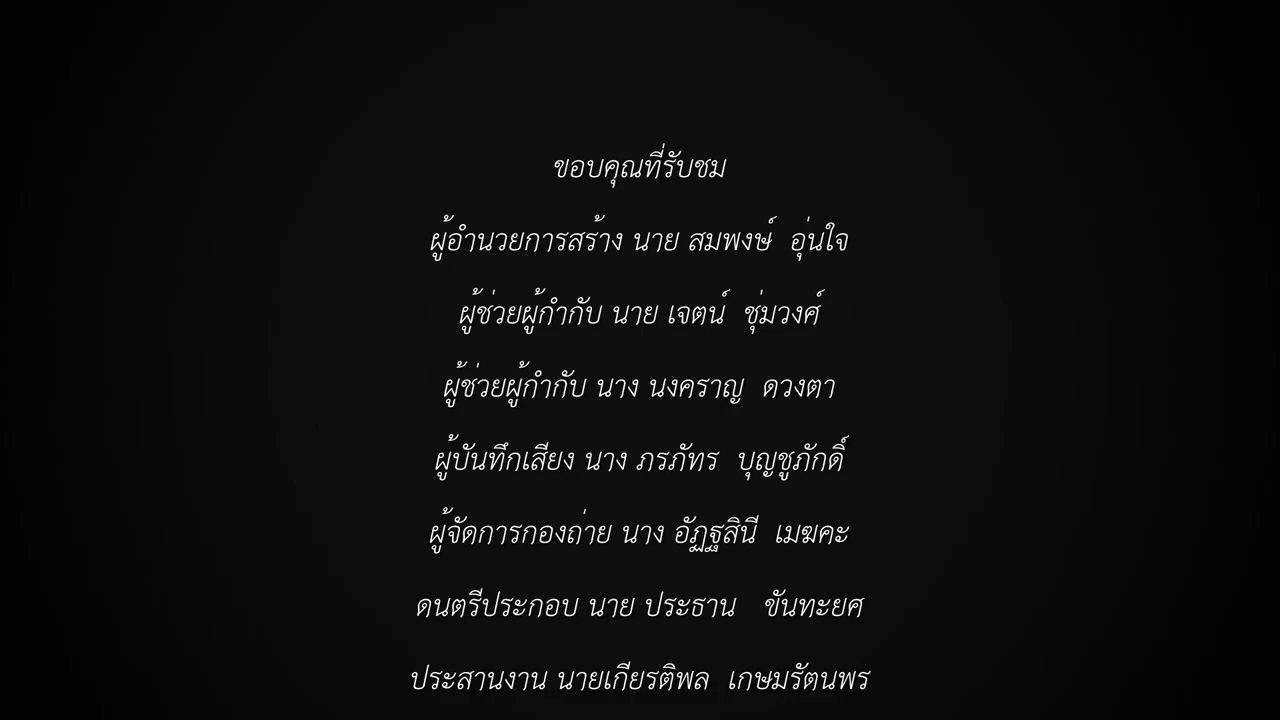 ขอบคุณที่รับชม
ผู้อำนวยการสร้าง นาย สมพงษ์ อุ่นใจ
ผู้ช่วยผู้กำกับ นาย เจตน์ ชุ่มวงศ์
ผู้ช่วยผู้กำกับ นาง นงคราญ ดวงตา
ผู้บันทึกเสียง นาง ภรภัทร บุญชูภักดิ์
ผู้จัดการกองถ่าย นาง อัฏฐสินี เมฆคะ
ดนตรีประกอบ นาย ประธาน ขันทะยศ
ประสานงาน นายเกียรติพล เกษมรัตนพร